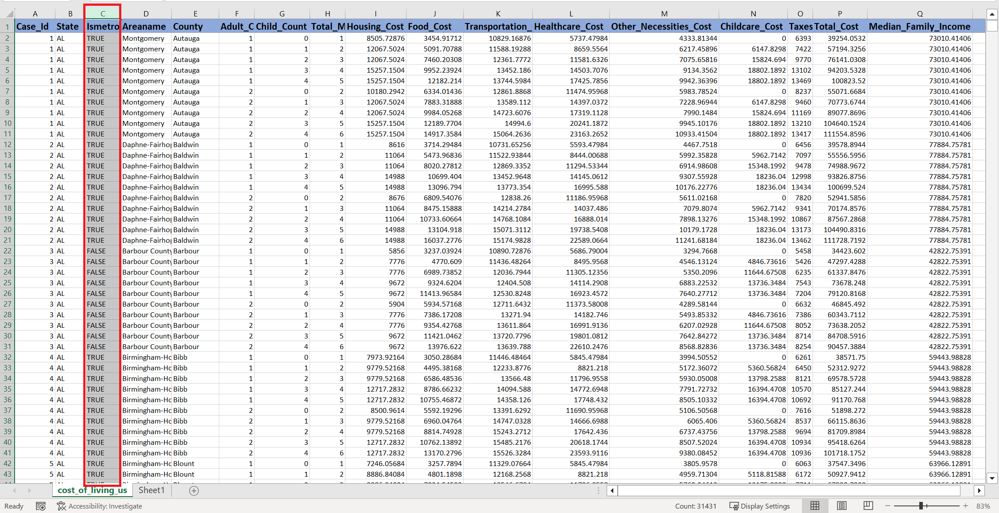 A B C D E F G H I J K L M N O P Q
1 Case_Id State Ismetro Areaname County Adult_C Child_Count Total_M Housing_Cost Food_Cost Transportation_ Healthcare_Cost Other_Necessities_Cost Childcare_Cost Taxes Total_Cost Median_Family_Income
2 1 AL TRUE Montgomery Autauga 1 0 1 8505.72876 3454.91712 10829.16876 5737.47984 4333.81344 0 6393 39254.0532 73010.41406
3 1 AL TRUE Montgomery Autauga 1 1 2 12067.5024 5091.70788 11588.19288 8659.5564 6217.45896 6147.8298 7422 57194.3256 73010.41406
4 1 AL TRUE Montgomery Autauga 1 2 3 12067.5024 7460.20308 12361.7772 11581.6326 7075.65816 15824.694 9770 76141.0308 73010.41406
5 1 AL TRUE Montgomery Autauga 1 3 4 15257.1504 9952.23924 13452.186 14503.7076 9134.3562 18802.1892 13102 94203.5328 73010.41406
6 1 AL TRUE Montgomery Autauga 1 4 5 15257.1504 12182.214 13744.5984 17425.7856 9942.36396 18802.1892 13469 100823.52 73010.41406
7 1 AL TRUE Montgomery Autauga 2 0 2 10180.2942 6334.01436 12861.8868 11474.95968 5983.78524 0 8237 55071.6684 73010.41406
8 1 AL TRUE Montgomery Autauga 2 1 3 12067.5024 7883.31888 13589.112 14397.0372 7228.96944 6147.8298 9460 70773.6744 73010.41406
9 1 AL TRUE Montgomery Autauga 2 2 4 12067.5024 9984.05268 14723.6076 17319.1128 7990.1484 15824.694 11169 89077.8696 73010.41406
10 1 AL TRUE Montgomery Autauga 2 3 5 15257.1504 12189.7704 14994.6 20241.1872 9945.10176 18802.1892 13210 104640.1524 73010.41406
11 1 AL TRUE Montgomery Autauga 2 4 6 15257.1504 14917.3584 15064.2636 23163.2652 10933.41504 18802.1892 13417 111554.8596 73010.41406
12 2 AL TRUE Daphne-Fairho Baldwin 1 0 1 8616 3714.29484 10731.65256 5593.47984 4467.7518 0 6456 39578.8944 77884.75781
13 2 AL TRUE Daphne-Fairho Baldwin 1 1 2 11064 5473.96836 11522.93844 8444.00688 5992.35828 5962.7142 7097 55556.5956 77884.75781
14 2 AL TRUE Daphne-Fairho Baldwin 1 2 3 11064 8020.27812 12869.3352 11294.53344 6914.98608 15348.1992 9478 74988.9672 77884.75781
15 2 AL TRUE Daphne-Fairho Baldwin 1 3 4 14988 10699.404 13452.9648 14145.0612 9307.55928 18236.04 12998 93826.8756 77884.75781
16 2 AL TRUE Daphne-Fairho Baldwin 1 4 5 14988 13096.794 13773.354 16995.588 10176.22776 18236.04 13434 100699.524 77884.75781
17 2 AL TRUE Daphne-Fairho Baldwin 2 0 2 8676 6809.54076 12838.26 11186.95968 5611.02168 0 7820 52941.5856 77884.75781
18 2 AL TRUE Daphne-Fairho Baldwin 2 1 3 11064 8475.15888 14214.2784 14037.486 7079.8074 5962.7142 9341 70174.8576 77884.75781
19 2 AL TRUE Daphne-Fairho Baldwin 2 2 4 11064 10733.60664 14768.1084 16888.014 7898.13276 15348.1992 10867 87567.2868 77884.75781
20 2 AL TRUE Daphne-Fairho Baldwin 2 3 5 14988 13104.918 15071.3112 19738.5408 10179.1728 18236.04 13173 104490.8316 77884.75781
21 2 AL TRUE Daphne-Fairho Baldwin 2 4 6 14988 16037.2776 15174.9828 22589.0664 11241.68184 18236.04 13462 111728.7192 77884.75781
22 3 AL FALSE Barbour County Barbour 1 0 1 5856 3237.03924 10890.72876 5686.79004 3294.7668 0 5458 34423.602 42822.75391
23 3 AL FALSE Barbour County Barbour 1 1 2 7776 4770.609 11436.48264 8495.9568 4546.13124 4846.73616 5426 47297.4288 42822.75391
24 3 AL FALSE Barbour County Barbour 1 2 3 7776 6989.73852 12036.7944 11305.12356 5350.2096 11644.67508 6235 61337.8476 42822.75391
25 3 AL FALSE Barbour County Barbour 1 3 4 9672 9324.6204 12404.508 14114.2908 6883.22532 13736.3484 7543 73678.248 42822.75391
26 3 AL FALSE Barbour County Barbour 1 4 5 9672 11413.96584 12530.8248 16923.4572 7640.27712 13736.3484 7204 79120.8168 42822.75391
27 3 AL FALSE Barbour County Barbour 2 0 2 5904 5934.57168 12711.6432 11373.58008 4289.58144 0 6632 46845.492 42822.75391
28 3 AL FALSE Barbour County Barbour 2 1 3 7776 7386.17208 13271.94 14182.746 5493.85332 4846.73616 7386 60343.7112 42822.75391
29 3 AL FALSE Barbour County Barbour 2 2 4 7776 9354.42768 13611.864 16991.9136 6207.02928 11644.67508 8052 73638.2052 42822.75391
30 3 AL FALSE Barbour County Barbour 2 3 5 9672 11421.0462 13720.7796 19801.0812 7642.84272 13736.3484 8714 84708.5916 42822.75391
31 3 AL FALSE Barbour County Barbour 2 4 6 9672 13976.622 13639.788 22610.2476 8568.82836 13736.3484 8254 90457.3884 42822.75391
32 4 AL TRUE Birmingham-Ho Bibb 1 0 1 7973.92164 3050.28684 11446.48464 5845.47984 3994.50552 0 6261 38571.75 59443.98828
33 4 AL TRUE Birmingham-Ho Bibb 1 1 2 9779.52168 4495.38168 12233.8776 8821.218 5172.36072 5360.56824 6450 52312.9272 59443.98828
34 4 AL TRUE Birmingham-Ho Bibb 1 2 3 9779.52168 6586.48536 13566.48 11796.9558 5930.05008 13798.2588 8121 69578.5728 59443.98828
35 4 AL TRUE Birmingham-Ho Bibb 1 3 4 12717.2832 8786.66232 14094.588 14772.6948 7791.72732 16394.4708 10570 85127.244 59443.98828
36 4 AL TRUE Birmingham-Ho Bibb 1 4 5 12717.2832 10755.46872 14358.126 17748.432 8505.10332 16394.4708 10692 91170.768 59443.98828
37 4 AL TRUE Birmingham-Ho Bibb 2 0 2 8500.9614 5592.19296 13391.6292 11690.95968 5106.50568 0 7616 51898.272 59443.98828
38 4 AL TRUE Birmingham-Ho Bibb 2 1 3 9779.52168 6960.04764 14747.0328 14666.6988 6065.406 5360.56824 8537 66115.8636 59443.98828
39 4 AL TRUE Birmingham-Ho Bibb 2 2 4 9779.52168 8814.74928 15243.2712 17642.436 6737.43756 13798.2588 9694 81709.8984 59443.98828
40 4 AL TRUE Birmingham-Ho Bibb 2 3 5 12717.2832 10762.13892 15485.2176 20618.1744 8507.52024 16394.4708 10934 95418.6264 59443.98828
41 4 AL TRUE Birmingham-Ho Bibb 2 4 6 12717.2832 13170.2796 15526.3284 23593.9116 9380.08452 16394.4708 10936 101718.1752 59443.98828
42 5 AL TRUE Birmingham-Ho Blount 1 0 1 7246.05684 3257.7894 11329.07664 5845.47984 3805.9578 0 6063 37547.3496 63966.12891
43 5 AL TRUE Birmingham-Ho Blount 1 1 2 8886.84084 4801.1898 12168.2568 8821.218 4959.71304 5118.81588 6172 50927.9412 63966.12891
cost_of_living_us Sheet1
Ready Accessibility: Investigate Count: 31431 Display Settings 83%